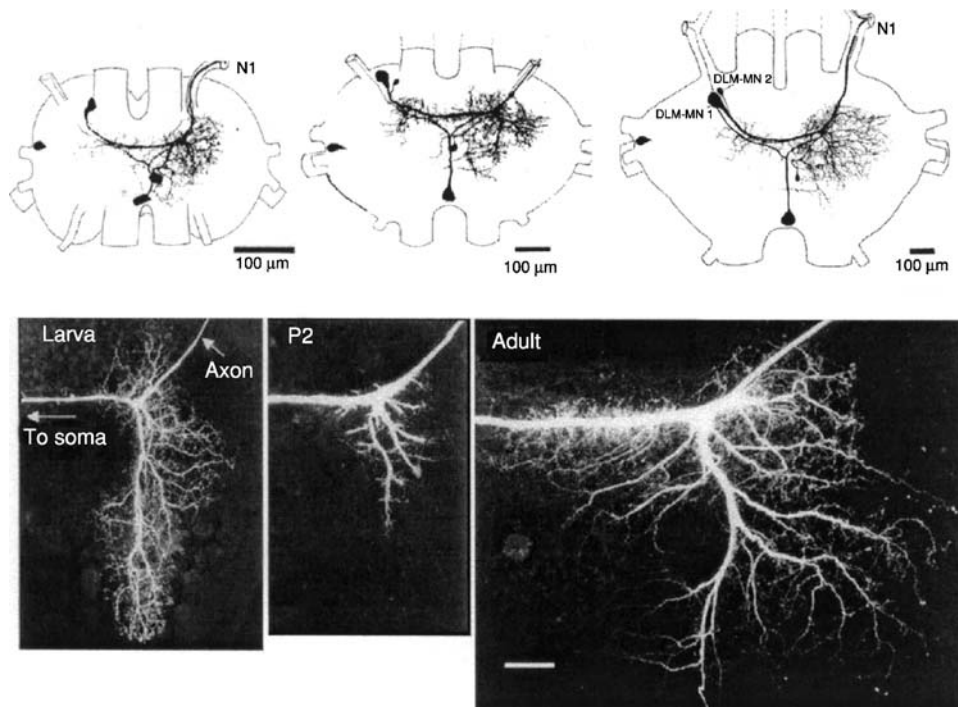 N1
N1
DLM-MN 2
DLM-MN 1
100 µm
100 µm
100 µm
Larva
P2
Adult
Axon
To soma